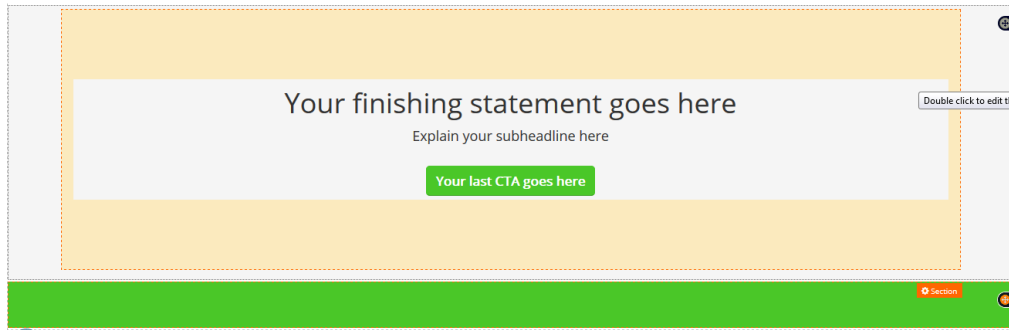 Your finishing statement goes here
Double click to edit
Explain your subheadline here
Your last CTA goes here
Section